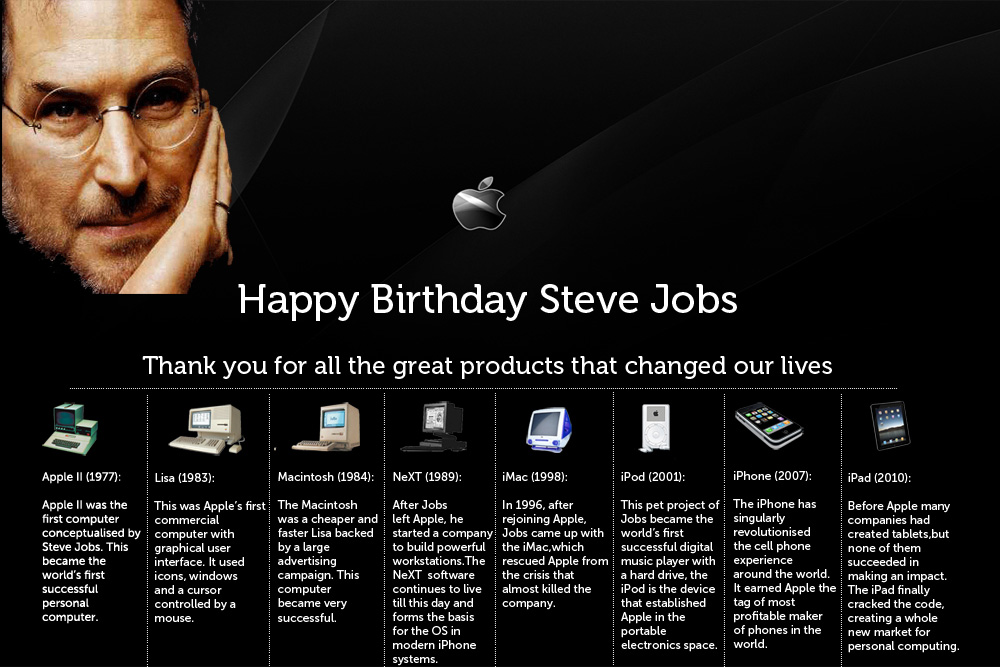 Happy Birthday Steve Jobs
Thank you for all the great products that changed our lives
Apple II (1977):
Apple II was the
first computer
conceptualised by
Steve Jobs. This
became the
world's first
successful
personal
computer.
Lisa (1983):
This was Apple's first
commercial
computer with
graphical user
interface. It used
icons, windows
and a cursor
controlled by a
mouse.
Macintosh (1984):
The Macintosh
was a cheaper and
faster Lisa backed
by a large
advertising
campaign. This
computer
became very
successful.
NeXT (1989):
After Jobs
left Apple, he
started a company
to build powerful
workstations.The
NeXT software
continues to live
till this day and
forms the basis
for the OS in
modern iPhone
systems.
iMac (1998):
In 1996, after
rejoining Apple,
Jobs came up with
the iMac,which
rescued Apple from
the crisis that
almost killed the
company.
iPod (2001):
This pet project of
Jobs became the
world's first
successful digital
music player with
a hard drive, the
iPod is the device
that established
Apple in the
portable
electronics space.
iPhone (2007):
The iPhone has
singularly
revolutionised
the cell phone
experience
around the world.
It earned Apple the
tag of most
profitable maker
of phones in the
world.
iPad (2010):
Before Apple many
companies had
created tablets,but
none of them
succeeded in
making an impact.
The iPad finally
cracked the code,
creating a whole
new market for
personal computing.